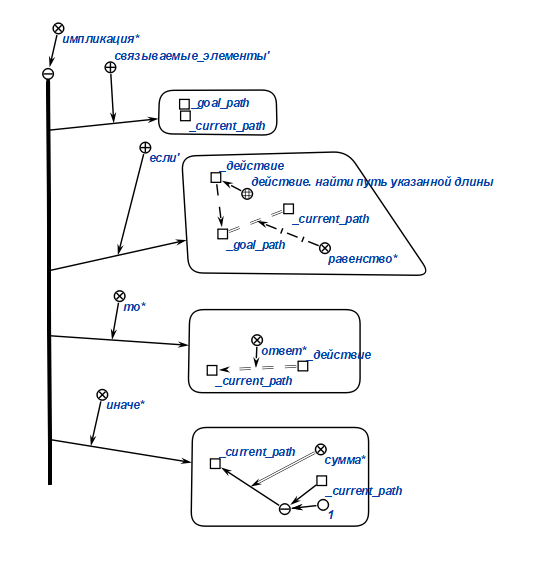 импликация*
связываемые_элементы'
_goal_path
_current_path
если'
_действие
действие. найти путь указанной длины
_current_path
_goal_path
равенство*
то*
ответ*
_действие
_current_path
иначе*
_current_path
сумма*
_current_path
1